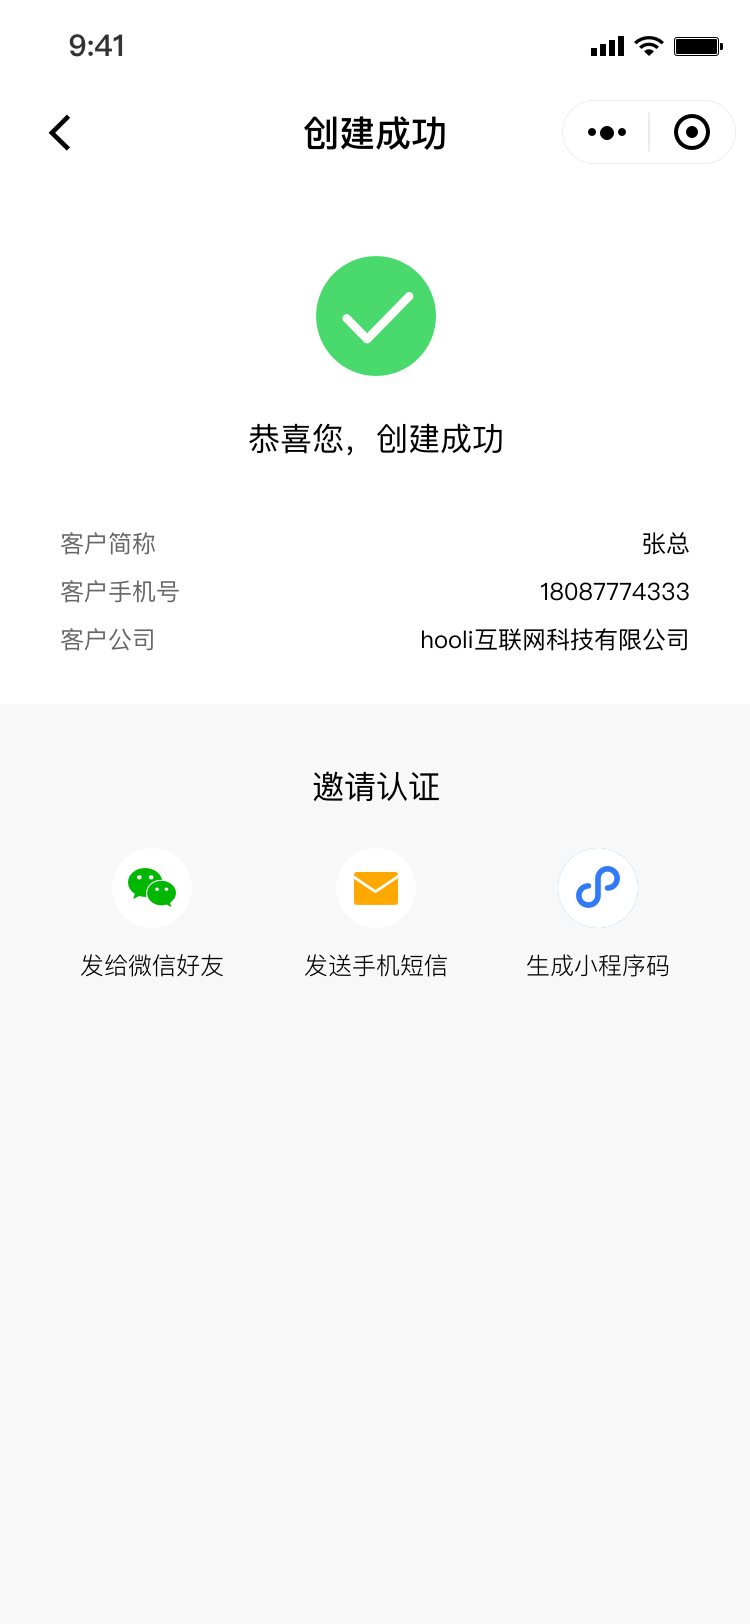 9:41
创建成功
恭喜您，创建成功
客户简称 张总
客户手机号 18087774333
客户公司 hooli互联网科技有限公司
邀请认证
发给微信好友 发送手机短信 生成小程序码